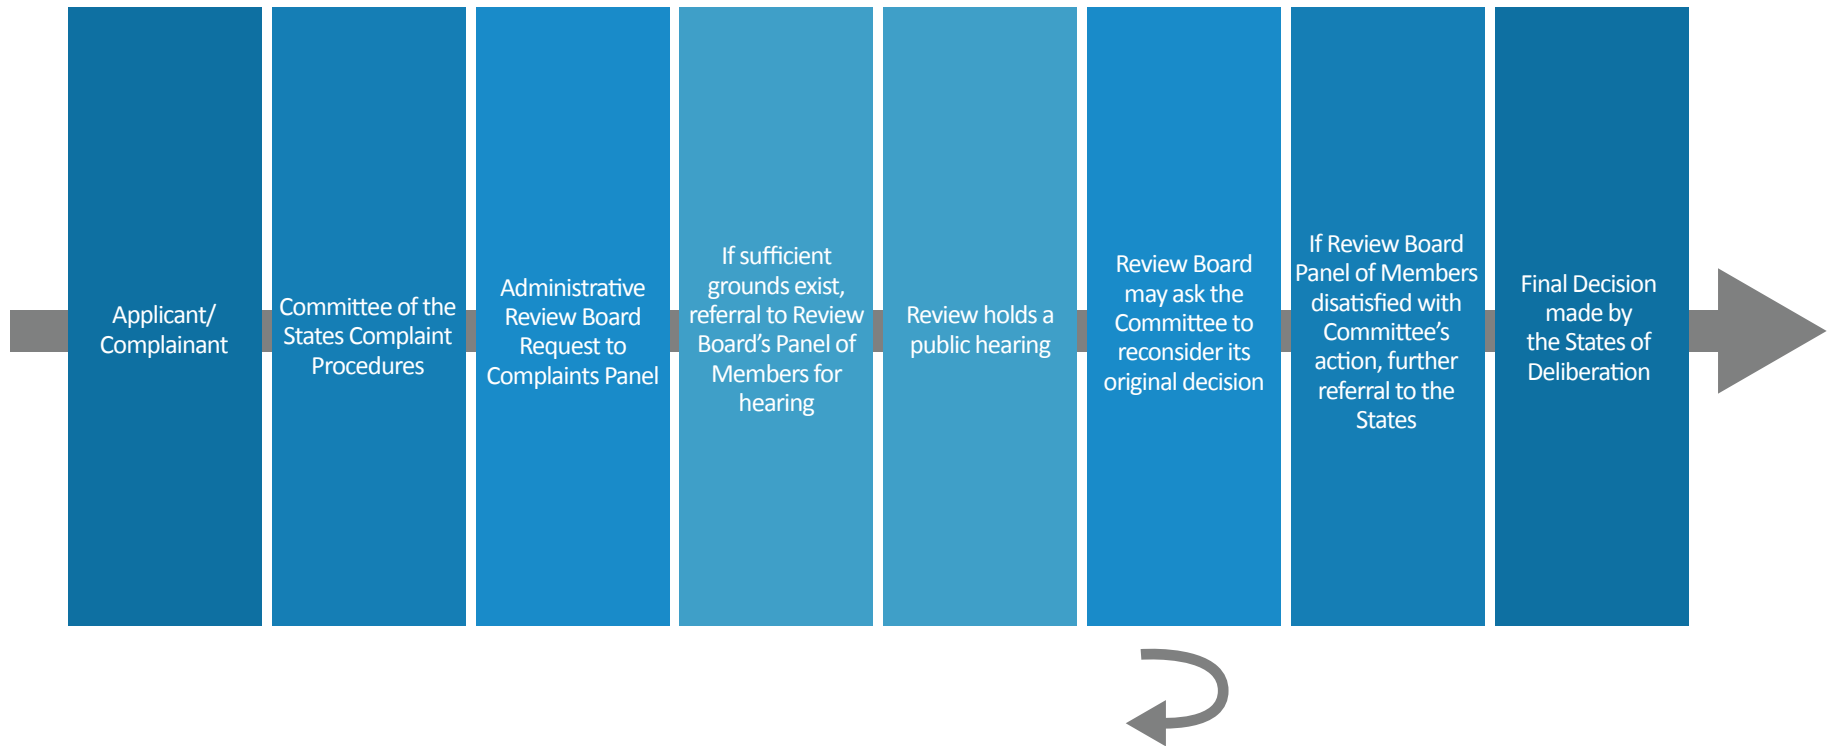 Applicant/
Complainant
Committee of the
States Complaint
Procedures
Administrative
Review Board
Request to
Complaints Panel
If sufficient
grounds exist,
referral to Review
Board’s Panel of
Members for
hearing
Review holds a
public hearing
Review Board
may ask the
Committee to
reconsider its
original decision
If Review Board
Panel of Members
disatisfied with
Committee’s
action, further
referral to the
States
Final Decision
made by
the States of
Deliberation